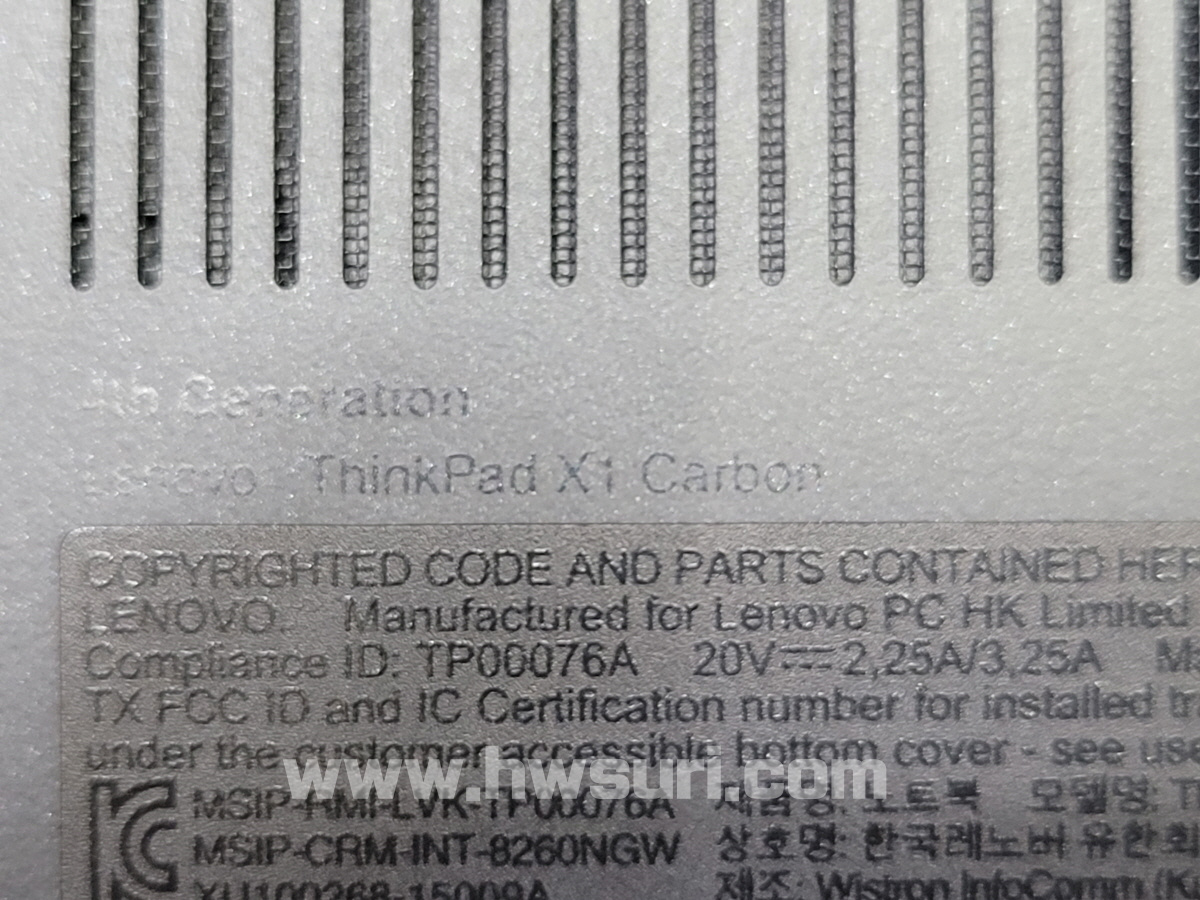 4th Generation
Lenovo ThinkPad X1 Carbon
COPYRIGHTED CODE AND PARTS CONTAINED
LENOVO. Manufactured for Lenovo PC HK Limited
Compliance ID: TP00076A 20V⎓2,25A/3,25A
TX FCC ID and IC Certification number for installed
under the customer accessible bottom cover - see
www.hwsuri.com
MSIP-RMI-LVK-TP00076A 제품명: 노트북 모델명:
MSIP-CRM-INT-8260NGW 상호명: 한국레노버 유한회
XU100268-15009A 제조: Wistron InfoComm